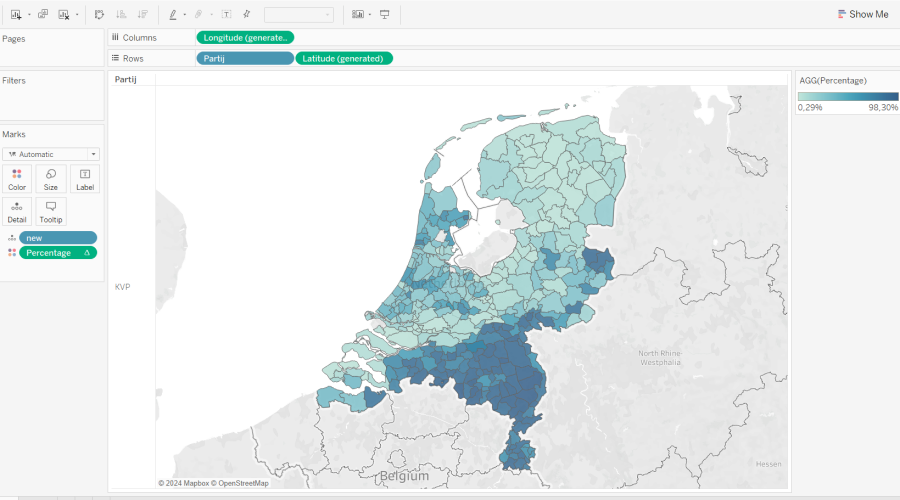 Show Me
Pages
Columns
Longitude (generate..
Rows
Partij
Latitude (generated)
Filters
Partij
AGG(Percentage)
0,29%
98,30%
Marks
Automatic
Color
Size
Label
Detail
Tooltip
new
Percentage Δ
KVP
North Rhine-
Westphalia
Hessen
Belgium
© 2024 Mapbox © OpenStreetMap